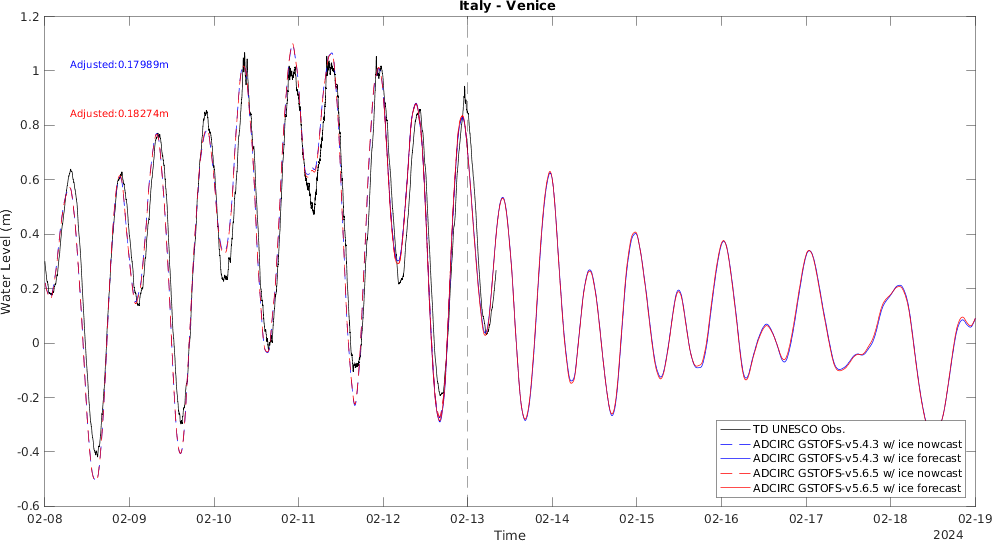 Italy - Venice
Adjusted:0.17989m
Adjusted:0.18274m
Water Level (m)
1.2
1
0.8
0.6
0.4
0.2
0
-0.2
-0.4
-0.6
TD UNESCO Obs.
ADCIRC GSTOFS-v5.4.3 w/ ice nowcast
ADCIRC GSTOFS-v5.4.3 w/ ice forecast
ADCIRC GSTOFS-v5.6.5 w/ ice nowcast
ADCIRC GSTOFS-v5.6.5 w/ ice forecast
02-08 02-09 02-10 02-11 02-12 02-13 02-14 02-15 02-16 02-17 02-18 02-19
Time
2024